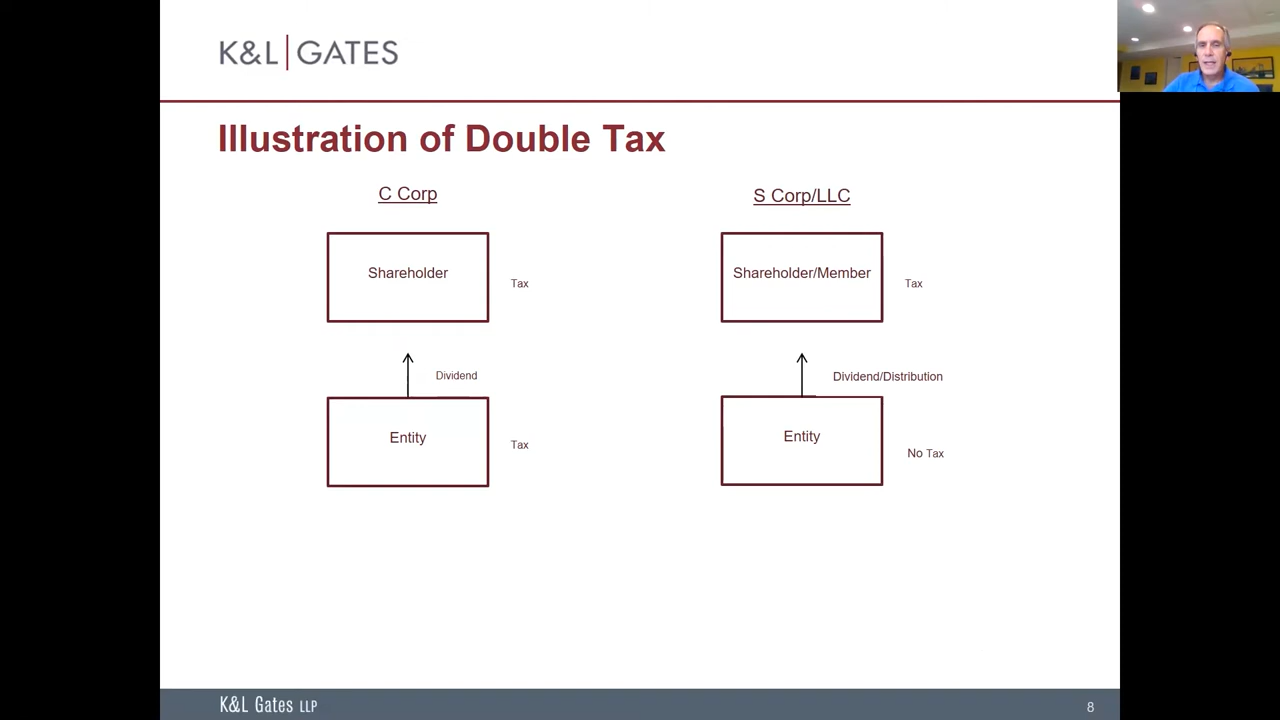 K&L|GATES
Illustration of Double Tax
C Corp
Shareholder
Tax
Dividend
Entity
Tax
S Corp/LLC
Shareholder/Member
Tax
Dividend/Distribution
Entity
No Tax
K&L Gates LLP
8